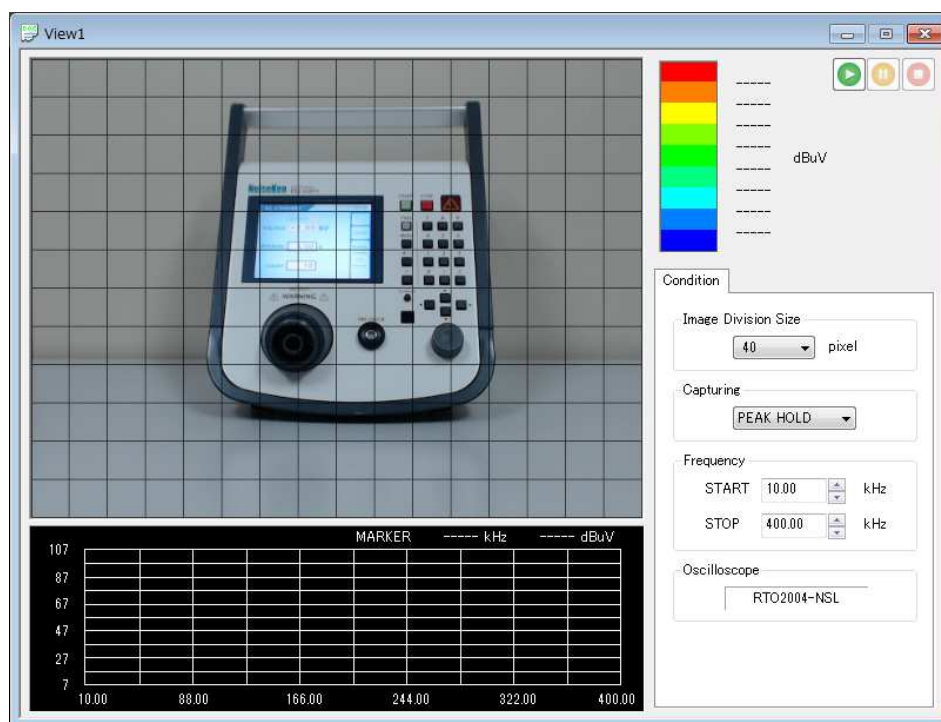 View1
-----
-----
-----
-----
dBuV
-----
-----
-----
-----
Condition
Image Division Size
40 pixel
Capturing
PEAK HOLD
Frequency
START 10.00 kHz
STOP 400.00 kHz
Oscilloscope
RTO2004-NSL
NoiseKen
WARNING
MARKER ----- kHz ----- dBuV
107
87
67
47
27
7
10.00 88.00 166.00 244.00 322.00 400.00